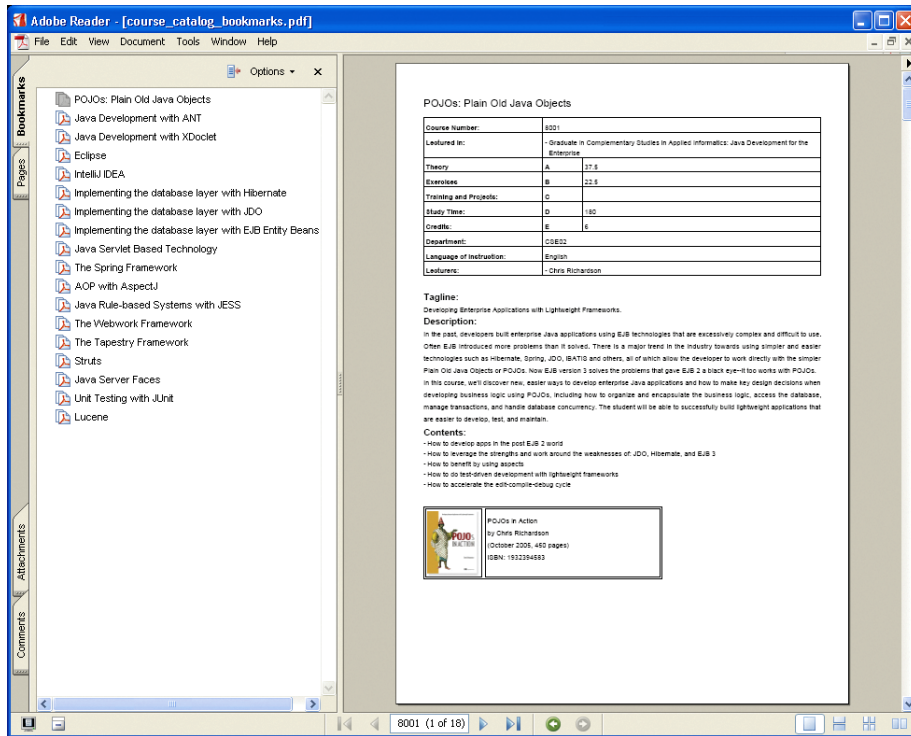 Adobe Reader - [course_catalog_bookmarks.pdf]
File Edit View Document Tools Window Help
Bookmarks
Pages
Attachments
Comments
Options
POJOs: Plain Old Java Objects
Java Development with ANT
Java Development with XDoclet
Eclipse
IntelliJ IDEA
Implementing the database layer with Hibernate
Implementing the database layer with JDO
Implementing the database layer with EJB Entity Beans
Java Servlet Based Technology
The Spring Framework
AOP with AspectJ
Java Rule-based Systems with JESS
The Webwork Framework
The Tapestry Framework
Struts
Java Server Faces
Unit Testing with JUnit
Lucene
POJOs: Plain Old Java Objects
Course Number: 8001
Lectured in: - Graduate in Complementary Studies in Applied Informatics: Java Development for the
Enterprise
Theory A 37.5
Exercises B 22.5
Training and Projects: C
Study Time: D 180
Credits: E 6
Department: CGE02
Language of Instruction: English
Lecturers: - Chris Richardson
Tagline:
Developing Enterprise Applications with Lightweight Frameworks.
Description:
In the past, developers built enterprise Java applications using EJB technologies that are excessively complex and difficult to use.
Often EJB introduced more problems than it solved. There is a major trend in the industry towards using simpler and easier
technologies such as Hibernate, Spring, JDO, iBATIS and others, all of which allow the developer to work directly with the simpler
Plain Old Java Objects or POJOs. Now EJB version 3 solves the problems that gave EJB 2 a black eye--it too works with POJOs.
In this course, we'll discover new, easier ways to develop enterprise Java applications and how to make key design decisions when
developing business logic using POJOs, including how to organize and encapsulate the business logic, access the database,
manage transactions, and handle database concurrency. The student will be able to successfully build lightweight applications that
are easier to develop, test, and maintain.
Contents:
- How to develop apps in the post EJB 2 world
- How to leverage the strengths and work around the weaknesses of: JDO, Hibernate, and EJB 3
- How to benefit by using aspects
- How to do test-driven development with lightweight frameworks
- How to accelerate the edit-compile-debug cycle
POJOs
IN ACTION
POJOs in Action
by Chris Richardson
(October 2005, 450 pages)
ISBN: 1932394583
8001 (1 of 18)